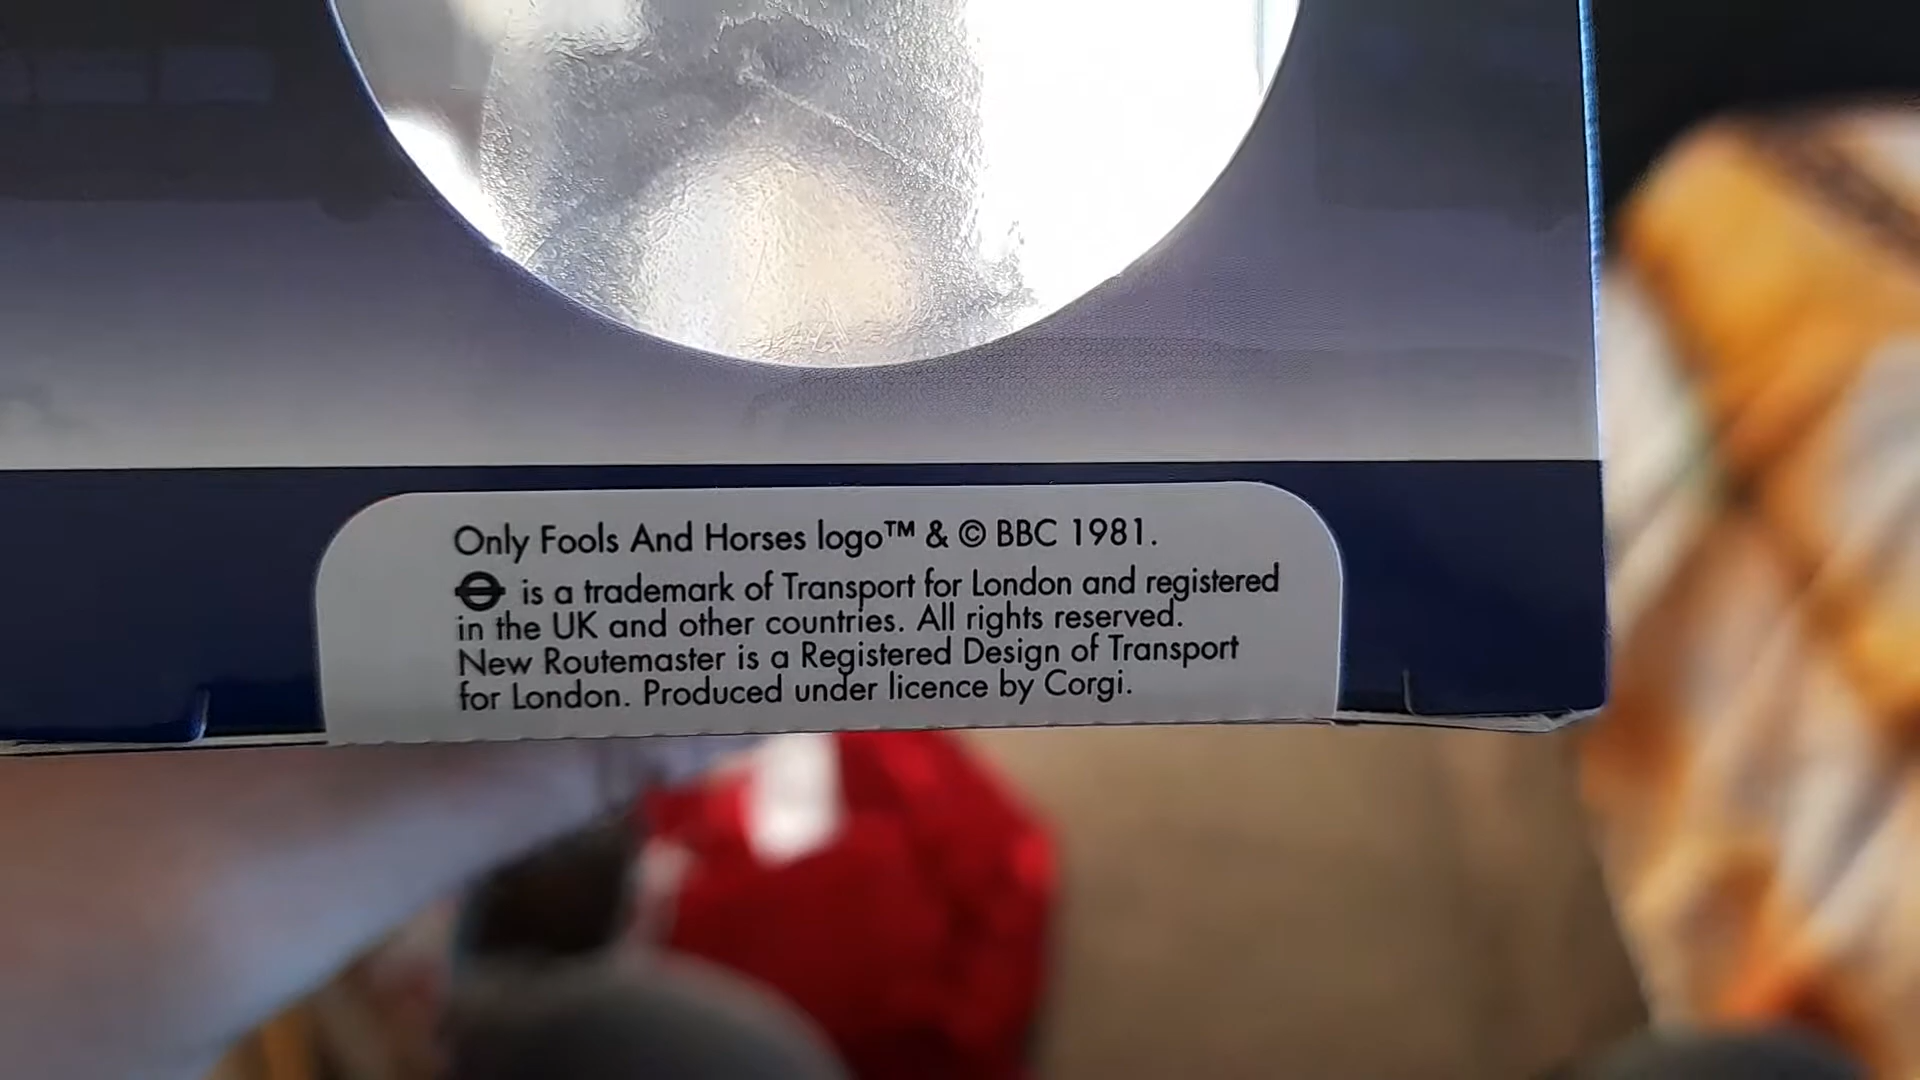 Only Fools And Horses logo™ & © BBC 1981.
is a trademark of Transport for London and registered
in the UK and other countries. All rights reserved.
New Routemaster is a Registered Design of Transport
for London. Produced under licence by Corgi.